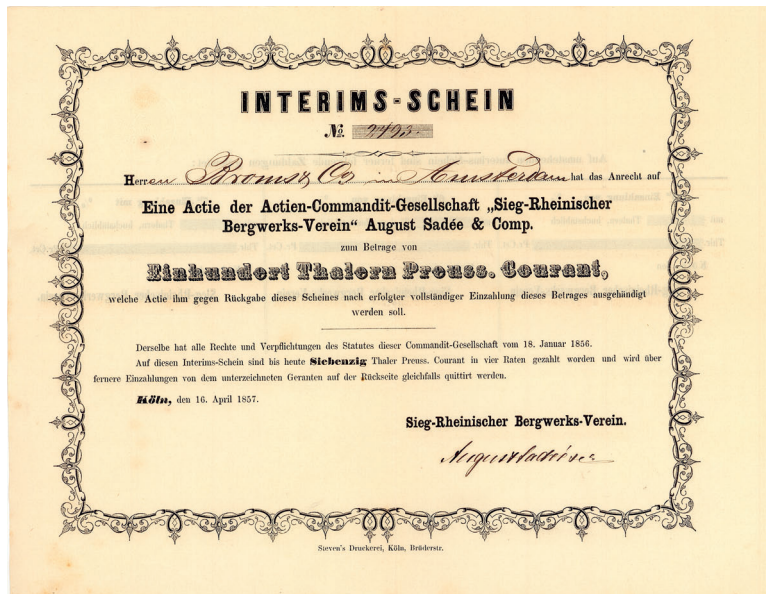 INTERIMS-SCHEIN
No. 2493.
Herren Broms & Co in Amsterdam hat das Anrecht auf
Eine Actie der Actien-Commandit-Gesellschaft „Sieg-Rheinischer
Bergwerks-Verein“ August Sadée & Comp.
zum Betrage von
Einhundert Thalern Preuss. Courant,
welche Actie ihm gegen Rückgabe dieses Scheines nach erfolgter vollständiger Einzahlung dieses Betrages ausgehändigt
werden soll.
Derselbe hat alle Rechte und Verpflichtungen des Statutes dieser Commandit-Gesellschaft vom 18. Januar 1856.
Auf diesen Interims-Schein sind bis heute Siebenzig Thaler Preuss. Courant in vier Raten gezahlt worden und wird über
fernere Einzahlungen von dem unterzeichneten Geranten auf der Rückseite gleichfalls quittirt werden.
Köln, den 16. April 1857.
Sieg-Rheinischer Bergwerks-Verein.
August Sadée
Steven's Druckerei, Köln, Brüderstr.